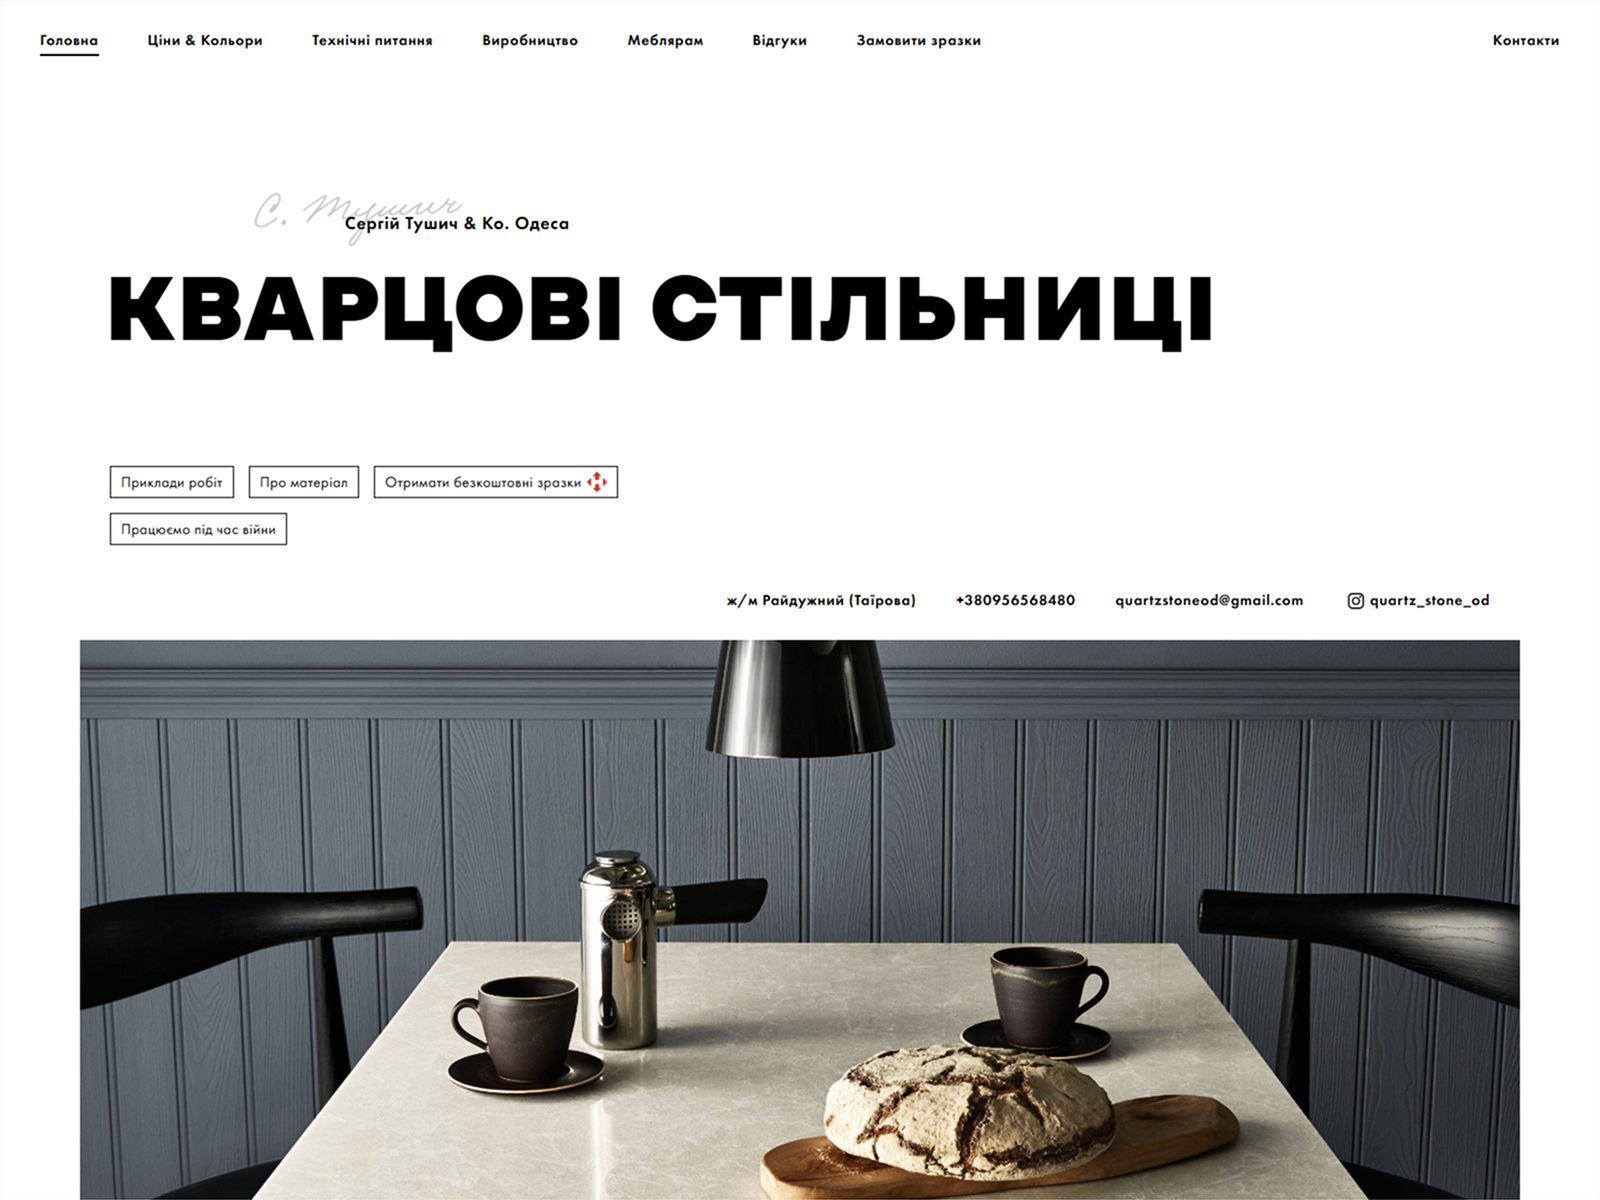 Головна Ціни & Кольори Технічні питання Виробництво Меблярам Відгуки Замовити зразки Контакти
С. Тушич
Сергій Тушич & Ко. Одеса
КВАРЦОВІ СТІЛЬНИЦІ
Приклади робіт Про матеріал Отримати безкоштовні зразки
Працюємо під час війни
ж/м Райдужний (Таїрова) +380956568480 quartzstoneod@gmail.com quartz_stone_od